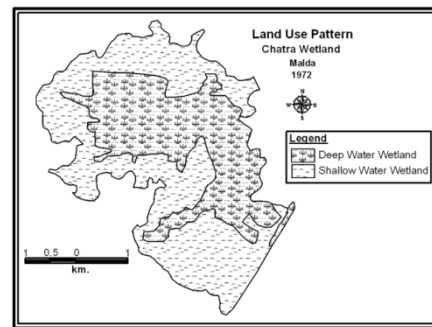 Land Use Pattern
Chatra Wetland
Malda
1972
N
W E
S
Legend
Deep Water Wetland
Shallow Water Wetland
1 0.5 0 1
km.